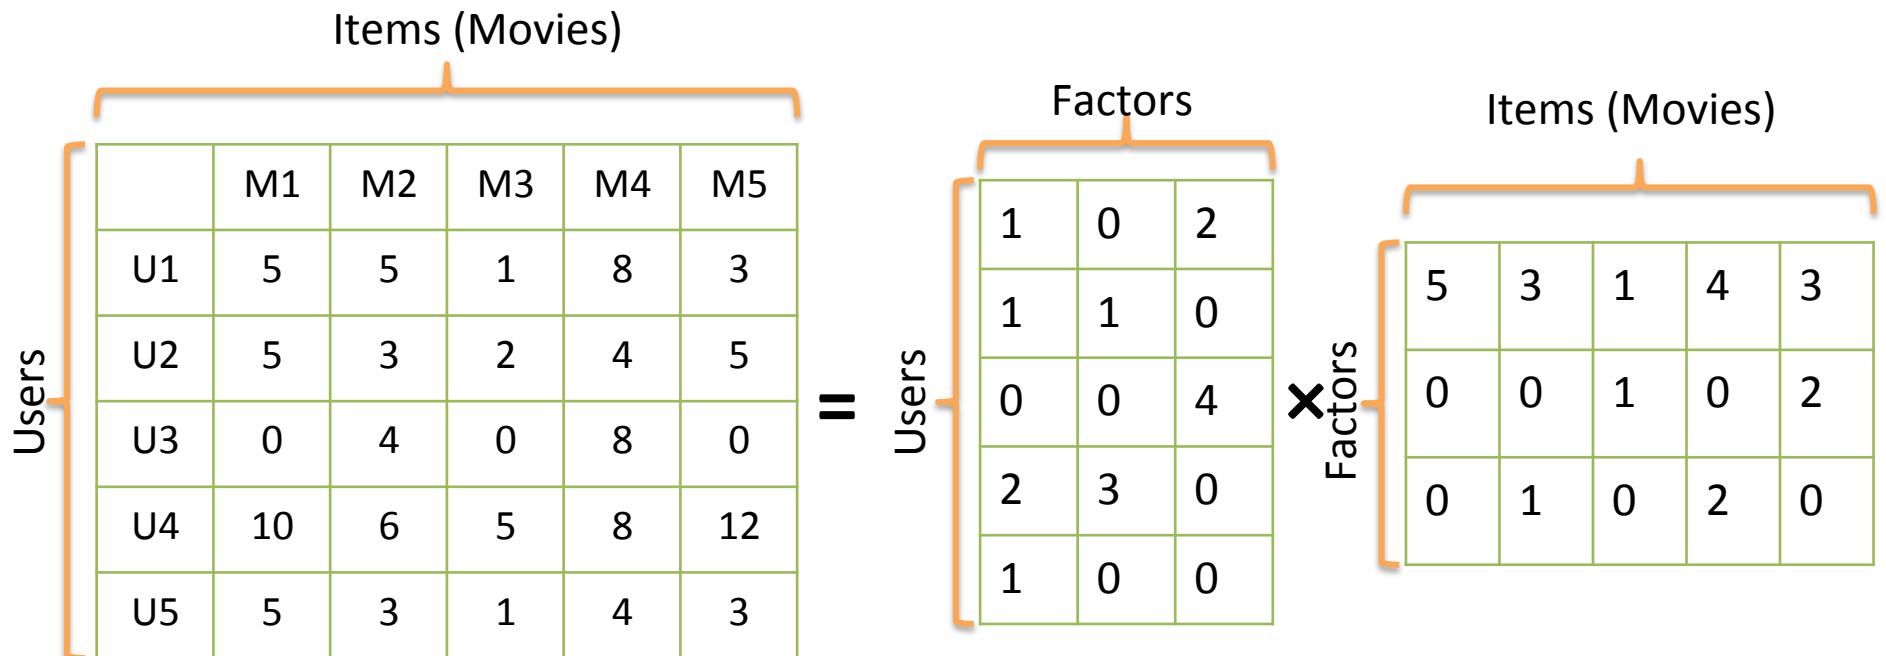 Items (Movies)
Factors
Items (Movies)
Users
M1 M2 M3 M4 M5
U1 5 5 1 8 3
U2 5 3 2 4 5
U3 0 4 0 8 0
U4 10 6 5 8 12
U5 5 3 1 4 3
=
Users
1 0 2
1 1 0
0 0 4
2 3 0
1 0 0
×
Factors
5 3 1 4 3
0 0 1 0 2
0 1 0 2 0